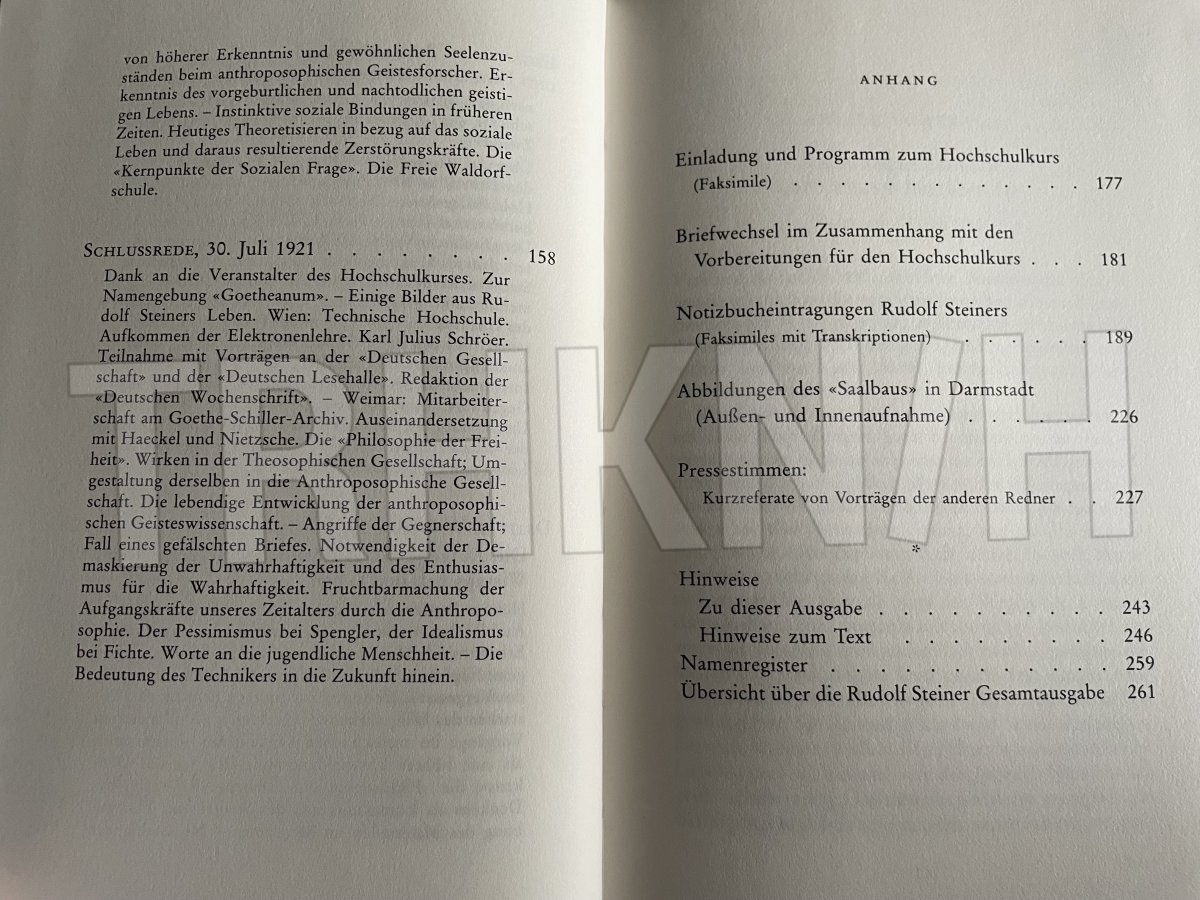 von höherer Erkenntnis und gewöhnlichen Seelenzu-
ständen beim anthroposophischen Geistesforscher. Er-
kenntnis des vorgeburtlichen und nachtodlichen geisti-
gen Lebens. – Instinktive soziale Bindungen in früheren
Zeiten. Heutiges Theoretisieren in bezug auf das soziale
Leben und daraus resultierende Zerstörungskräfte. Die
«Kernpunkte der Sozialen Frage». Die Freie Waldorf-
schule.
SCHLUSSREDE, 30. Juli 1921 . . . . . . . . 158
Dank an die Veranstalter des Hochschulkurses. Zur
Namengebung «Goetheanum». – Einige Bilder aus Ru-
dolf Steiners Leben. Wien: Technische Hochschule.
Aufkommen der Elektronenlehre. Karl Julius Schröer.
Teilnahme mit Vorträgen an der «Deutschen Gesell-
schaft» und der «Deutschen Lesehalle». Redaktion der
«Deutschen Wochenschrift». – Weimar: Mitarbeiter-
schaft am Goethe-Schiller-Archiv. Auseinandersetzung
mit Haeckel und Nietzsche. Die «Philosophie der Frei-
heit». Wirken in der Theosophischen Gesellschaft; Um-
gestaltung derselben in die Anthroposophische Gesell-
schaft. Die lebendige Entwicklung der anthroposophi-
schen Geisteswissenschaft. – Angriffe der Gegnerschaft;
Fall eines gefälschten Briefes. Notwendigkeit der De-
maskierung der Unwahrhaftigkeit und des Enthusias-
mus für die Wahrhaftigkeit. Fruchtbarmachung der
Aufgangskräfte unseres Zeitalters durch die Anthropo-
sophie. Der Pessimismus bei Spengler, der Idealismus
bei Fichte. Worte an die jugendliche Menschheit. – Die
Bedeutung des Technikers in die Zukunft hinein.
ANHANG
Einladung und Programm zum Hochschulkurs
(Faksimile) . . . . . . . . . . . . . 177
Briefwechsel im Zusammenhang mit den
Vorbereitungen für den Hochschulkurs . . . 181
Notizbucheintragungen Rudolf Steiners
(Faksimiles mit Transkriptionen) . . . . . . 189
Abbildungen des «Saalbaus» in Darmstadt
(Außen- und Innenaufnahme) . . . . . . 226
Pressestimmen:
Kurzreferate von Vorträgen der anderen Redner . . 227
*
Hinweise
Zu dieser Ausgabe . . . . . . . . . . 243
Hinweise zum Text . . . . . . . . . 246
Namenregister . . . . . . . . . . . . 259
Übersicht über die Rudolf Steiner Gesamtausgabe 261